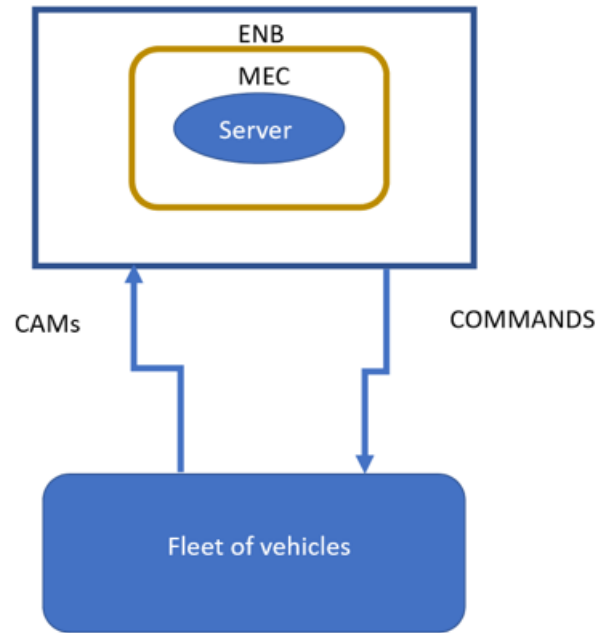 ENB
MEC
Server
CAMs
COMMANDS
Fleet of vehicles